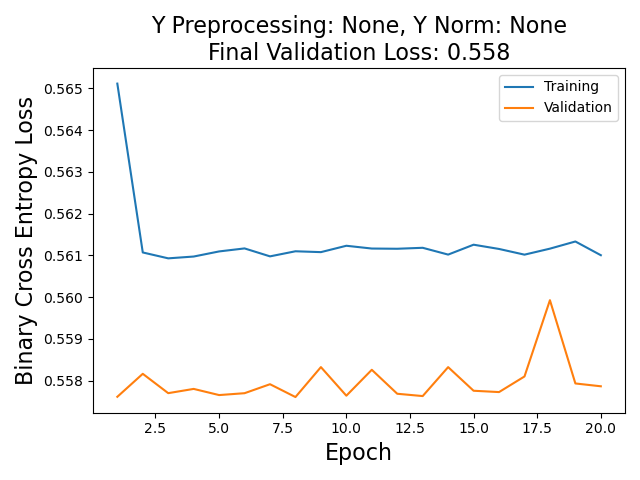 Y Preprocessing: None, Y Norm: None
Final Validation Loss: 0.558
Training
Validation
Binary Cross Entropy Loss
0.565
0.564
0.563
0.562
0.561
0.560
0.559
0.558
2.5 5.0 7.5 10.0 12.5 15.0 17.5 20.0
Epoch